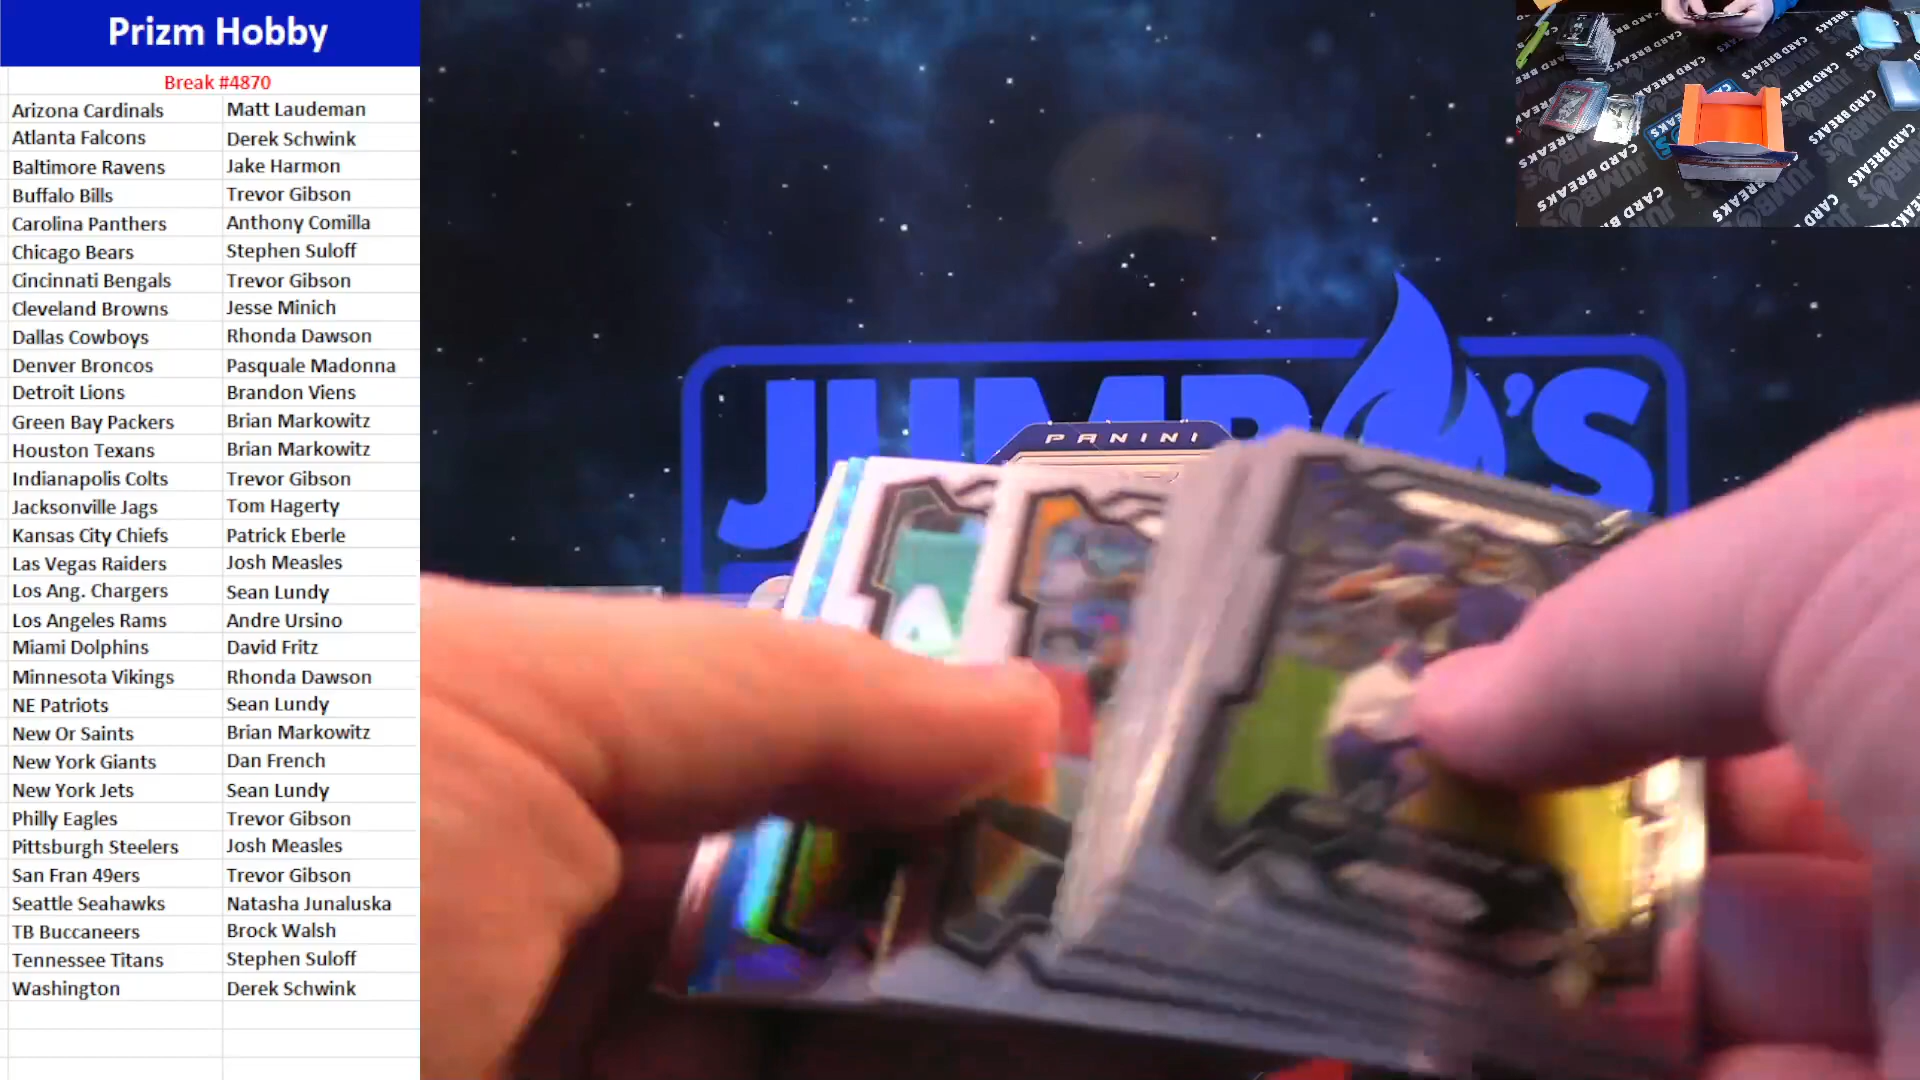 Prizm Hobby
Break #4870
Arizona Cardinals Matt Laudeman
Atlanta Falcons Derek Schwink
Baltimore Ravens Jake Harmon
Buffalo Bills Trevor Gibson
Carolina Panthers Anthony Comilla
Chicago Bears Stephen Suloff
Cincinnati Bengals Trevor Gibson
Cleveland Browns Jesse Minich
Dallas Cowboys Rhonda Dawson
Denver Broncos Pasquale Madonna
Detroit Lions Brandon Viens
Green Bay Packers Brian Markowitz
Houston Texans Brian Markowitz
Indianapolis Colts Trevor Gibson
Jacksonville Jags Tom Hagerty
Kansas City Chiefs Patrick Eberle
Las Vegas Raiders Josh Measles
Los Ang. Chargers Sean Lundy
Los Angeles Rams Andre Ursino
Miami Dolphins David Fritz
Minnesota Vikings Rhonda Dawson
NE Patriots Sean Lundy
New Or Saints Brian Markowitz
New York Giants Dan French
New York Jets Sean Lundy
Philly Eagles Trevor Gibson
Pittsburgh Steelers Josh Measles
San Fran 49ers Trevor Gibson
Seattle Seahawks Natasha Junaluska
TB Buccaneers Brock Walsh
Tennessee Titans Stephen Suloff
Washington Derek Schwink
JUMBO'S
PANINI
CARD BREAKS